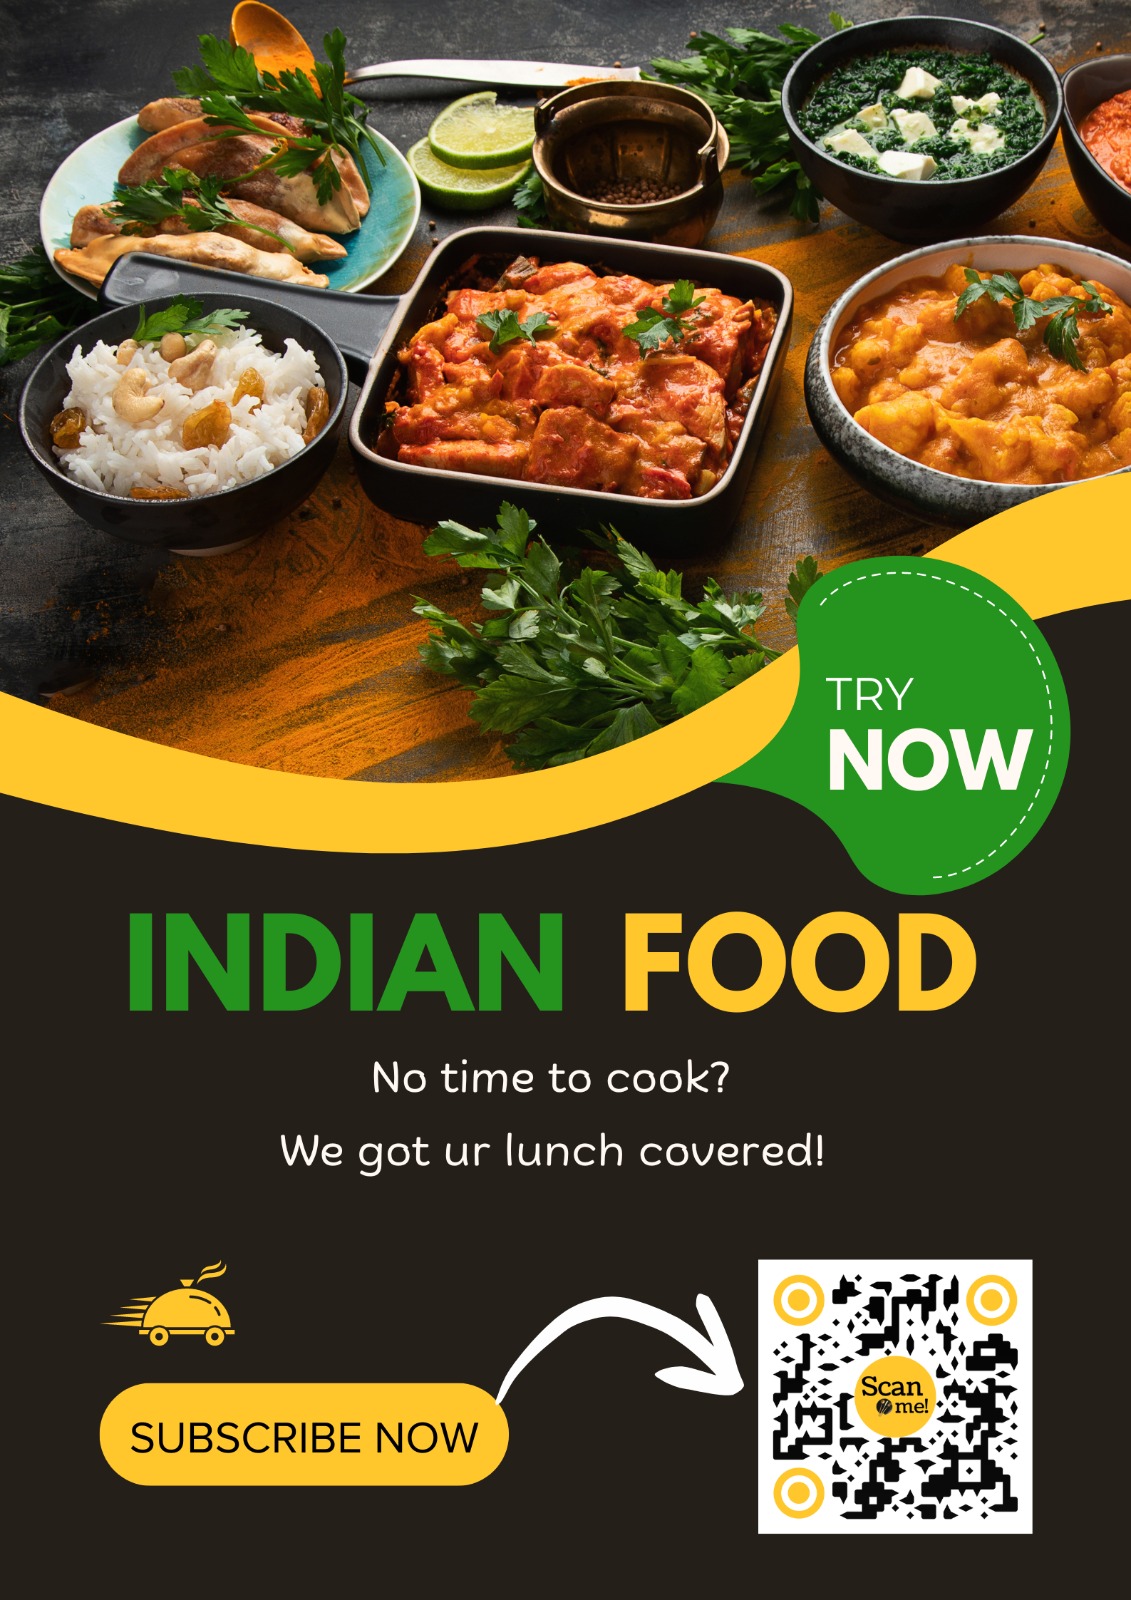 TRY
NOW
INDIAN FOOD
No time to cook?
We got ur lunch covered!
SUBSCRIBE NOW
Scan
me!